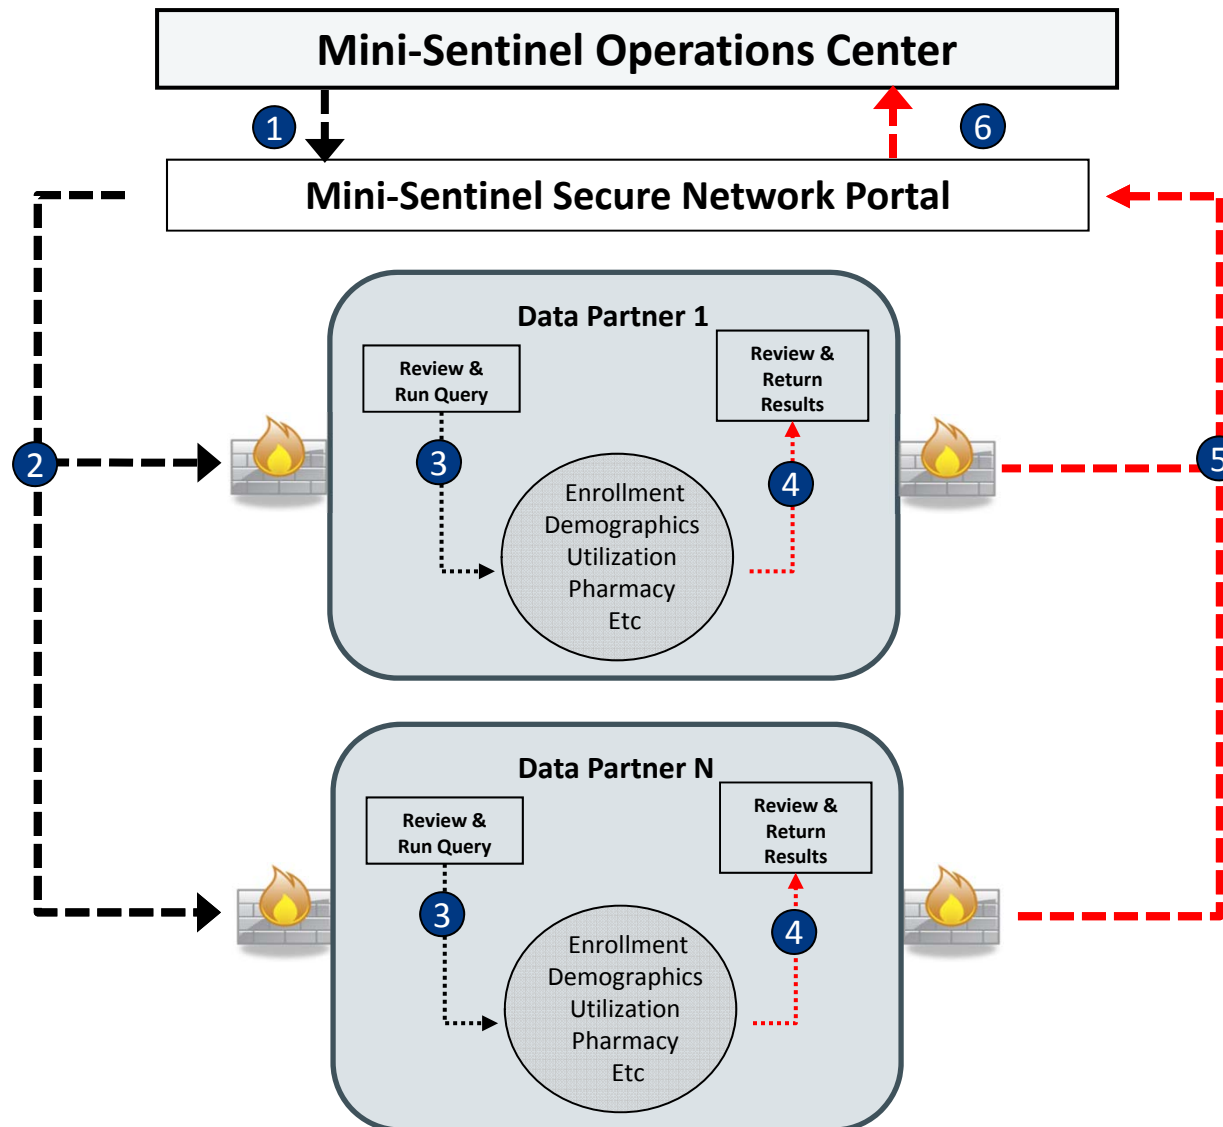 Mini-Sentinel Operations Center
1
6
Mini-Sentinel Secure Network Portal
Data Partner 1
Review &
Run Query
Review &
Return
Results
2
3
4
5
Enrollment
Demographics
Utilization
Pharmacy
Etc
Data Partner N
Review &
Run Query
Review &
Return
Results
3
4
Enrollment
Demographics
Utilization
Pharmacy
Etc